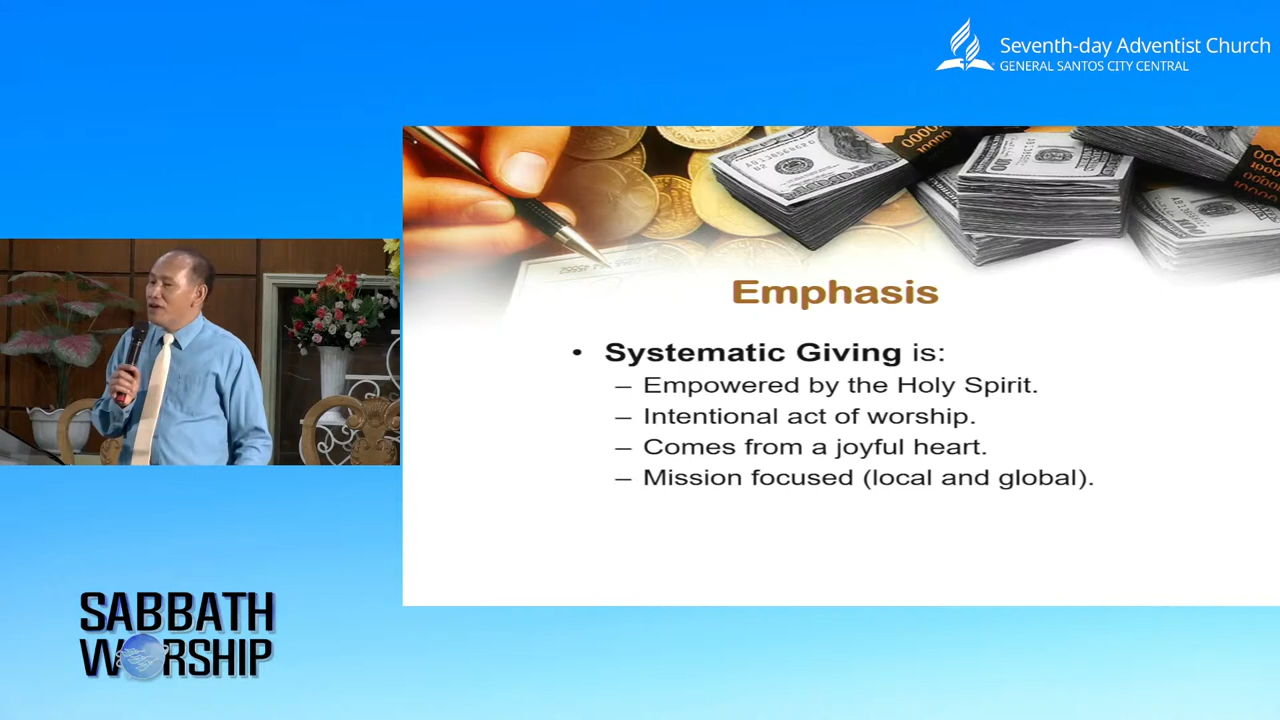 Seventh-day Adventist Church
GENERAL SANTOS CITY CENTRAL
Emphasis
• Systematic Giving is:
– Empowered by the Holy Spirit.
– Intentional act of worship.
– Comes from a joyful heart.
– Mission focused (local and global).
SABBATH
WORSHIP